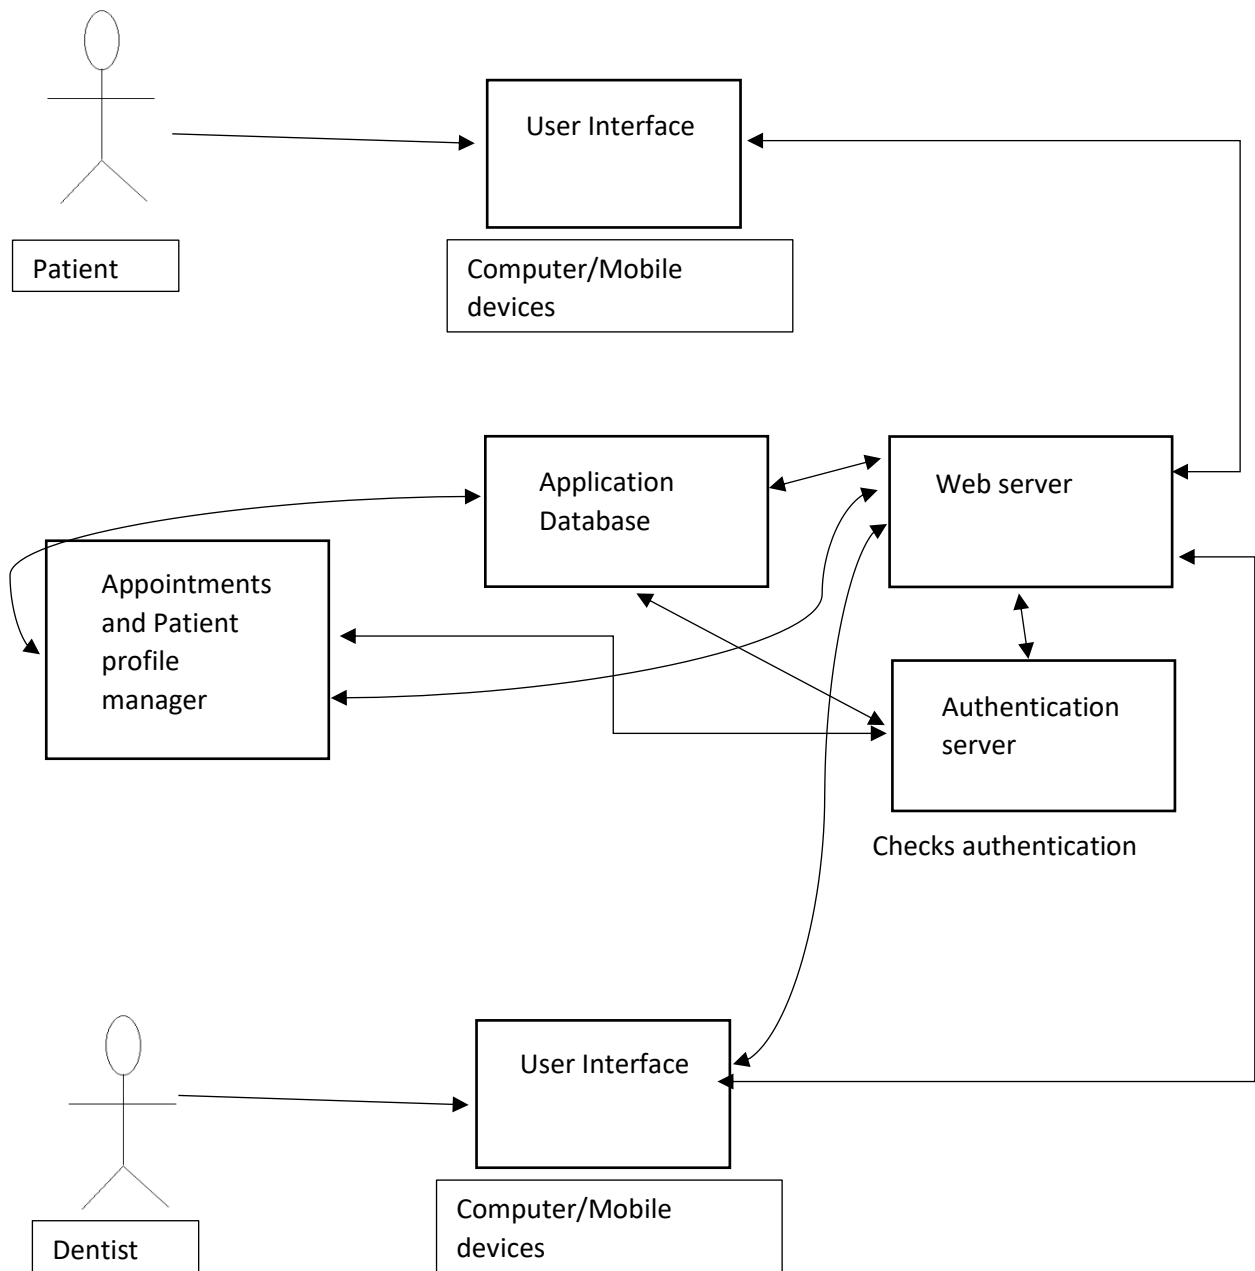 User Interface
Patient
Computer/Mobile
devices
Application
Database
Web server
Appointments
and Patient
profile
manager
Authentication
server
Checks authentication
User Interface
Computer/Mobile
devices
Dentist